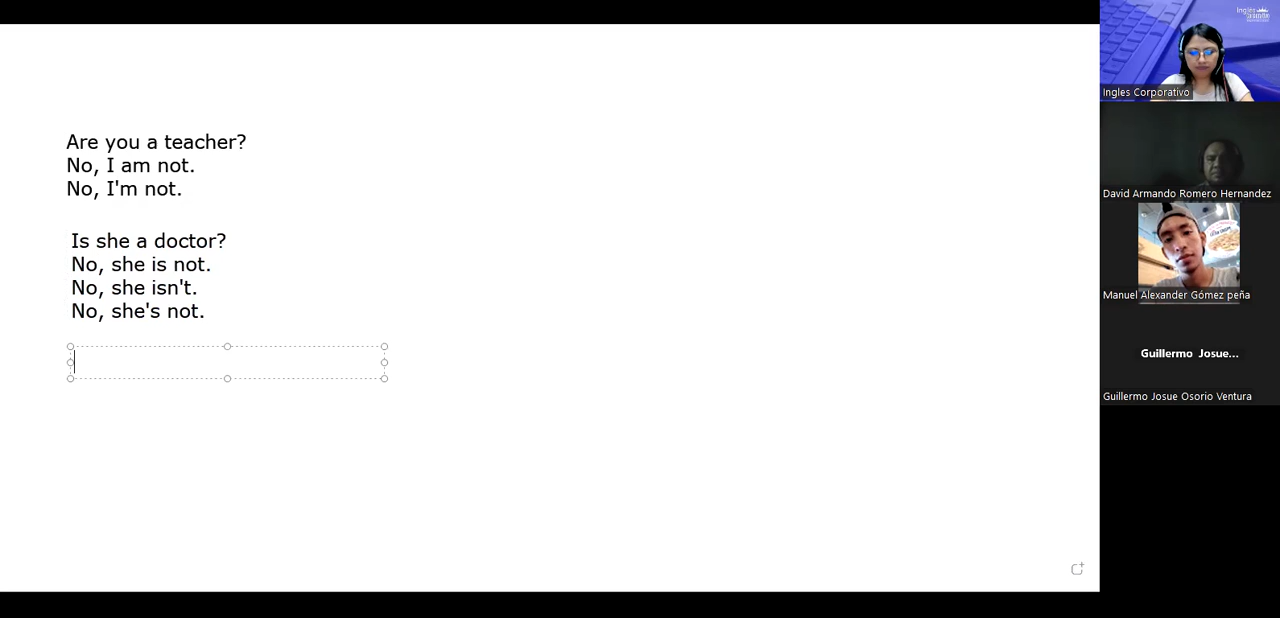 Are you a teacher?
No, I am not.
No, I'm not.
Is she a doctor?
No, she is not.
No, she isn't.
No, she's not.
Ingles Corporativo
David Armando Romero Hernandez
Manuel Alexander Gómez peña
Guillermo Josue...
Guillermo Josue Osorio Ventura